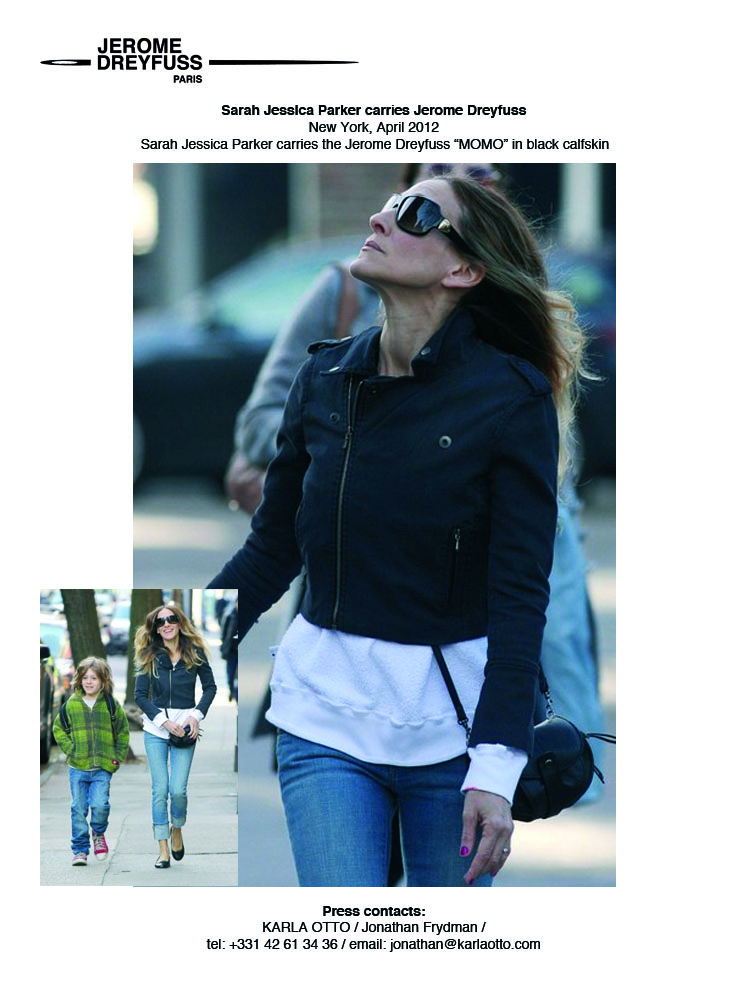 JEROME
DREYFUSS
PARIS
Sarah Jessica Parker carries Jerome Dreyfuss
New York, April 2012
Sarah Jessica Parker carries the Jerome Dreyfuss “MOMO” in black calfskin
Press contacts:
KARLA OTTO / Jonathan Frydman /
tel: +331 42 61 34 36 / email: jonathan@karlaotto.com